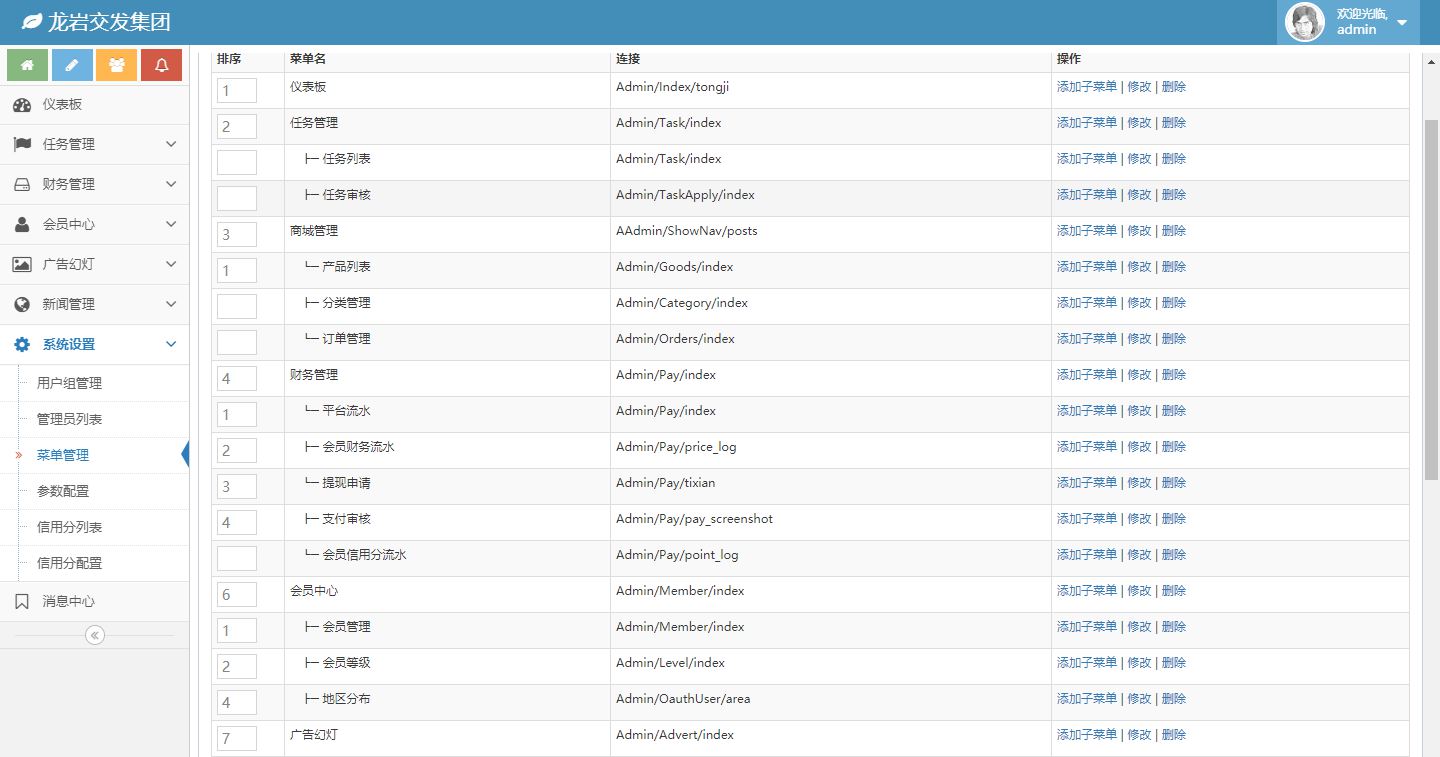 龙岩交发集团
欢迎光临,
admin
仪表板
任务管理
财务管理
会员中心
广告幻灯
新闻管理
系统设置
用户组管理
管理员列表
菜单管理
参数配置
信用分列表
信用分配置
消息中心
排序 菜单名 连接 操作
1 仪表板 Admin/Index/tongji 添加子菜单 | 修改 | 删除
2 任务管理 Admin/Task/index 添加子菜单 | 修改 | 删除
├─ 任务列表 Admin/Task/index 添加子菜单 | 修改 | 删除
├─ 任务审核 Admin/TaskApply/index 添加子菜单 | 修改 | 删除
3 商城管理 AAdmin/ShowNav/posts 添加子菜单 | 修改 | 删除
1 └─ 产品列表 Admin/Goods/index 添加子菜单 | 修改 | 删除
├─ 分类管理 Admin/Category/index 添加子菜单 | 修改 | 删除
└─ 订单管理 Admin/Orders/index 添加子菜单 | 修改 | 删除
4 财务管理 Admin/Pay/index 添加子菜单 | 修改 | 删除
1 └─ 平台流水 Admin/Pay/index 添加子菜单 | 修改 | 删除
2 ├─ 会员财务流水 Admin/Pay/price_log 添加子菜单 | 修改 | 删除
3 └─ 提现申请 Admin/Pay/tixian 添加子菜单 | 修改 | 删除
4 ├─ 支付审核 Admin/Pay/pay_screenshot 添加子菜单 | 修改 | 删除
└─ 会员信用分流水 Admin/Pay/point_log 添加子菜单 | 修改 | 删除
6 会员中心 Admin/Member/index 添加子菜单 | 修改 | 删除
1 ├─ 会员管理 Admin/Member/index 添加子菜单 | 修改 | 删除
2 ├─ 会员等级 Admin/Level/index 添加子菜单 | 修改 | 删除
4 ├─ 地区分布 Admin/OauthUser/area 添加子菜单 | 修改 | 删除
7 广告幻灯 Admin/Advert/index 添加子菜单 | 修改 | 删除